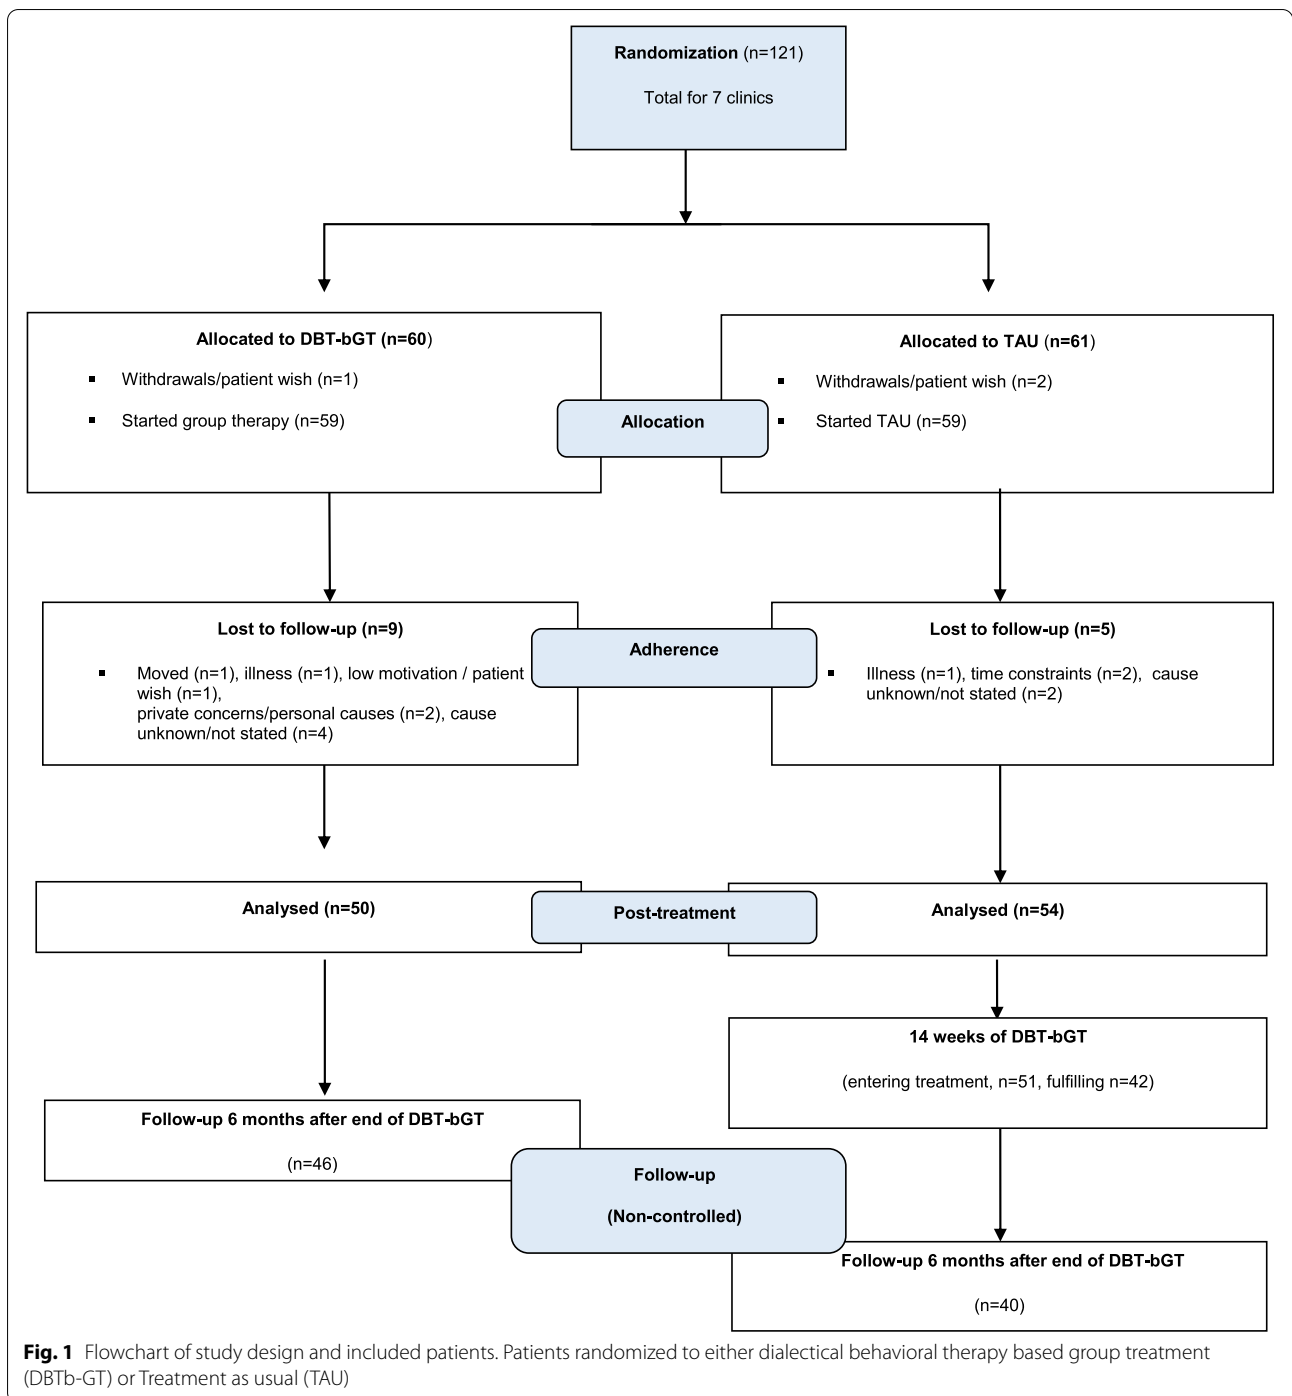 Randomization (n=121)
Total for 7 clinics
Allocated to DBT-bGT (n=60)
▪ Withdrawals/patient wish (n=1)
▪ Started group therapy (n=59)
Allocated to TAU (n=61)
▪ Withdrawals/patient wish (n=2)
▪ Started TAU (n=59)
Allocation
Lost to follow-up (n=9)
▪ Moved (n=1), illness (n=1), low motivation / patient
wish (n=1),
private concerns/personal causes (n=2), cause
unknown/not stated (n=4)
Adherence
Lost to follow-up (n=5)
▪ Illness (n=1), time constraints (n=2), cause
unknown/not stated (n=2)
Analysed (n=50)
Post-treatment
Analysed (n=54)
14 weeks of DBT-bGT
(entering treatment, n=51, fulfilling n=42)
Follow-up 6 months after end of DBT-bGT
(n=46)
Follow-up
(Non-controlled)
Follow-up 6 months after end of DBT-bGT
(n=40)
Fig. 1 Flowchart of study design and included patients. Patients randomized to either dialectical behavioral therapy based group treatment
(DBTb-GT) or Treatment as usual (TAU)